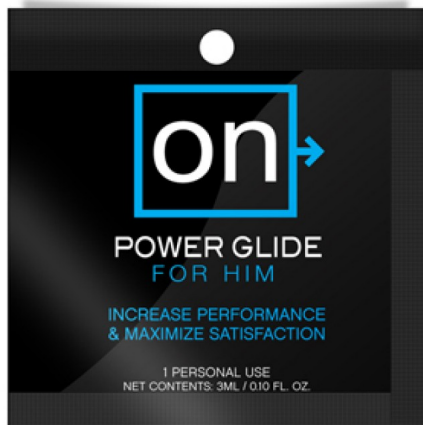 on
POWER GLIDE
FOR HIM
INCREASE PERFORMANCE
& MAXIMIZE SATISFACTION
1 PERSONAL USE
NET CONTENTS: 3ML / 0.10 FL. OZ.